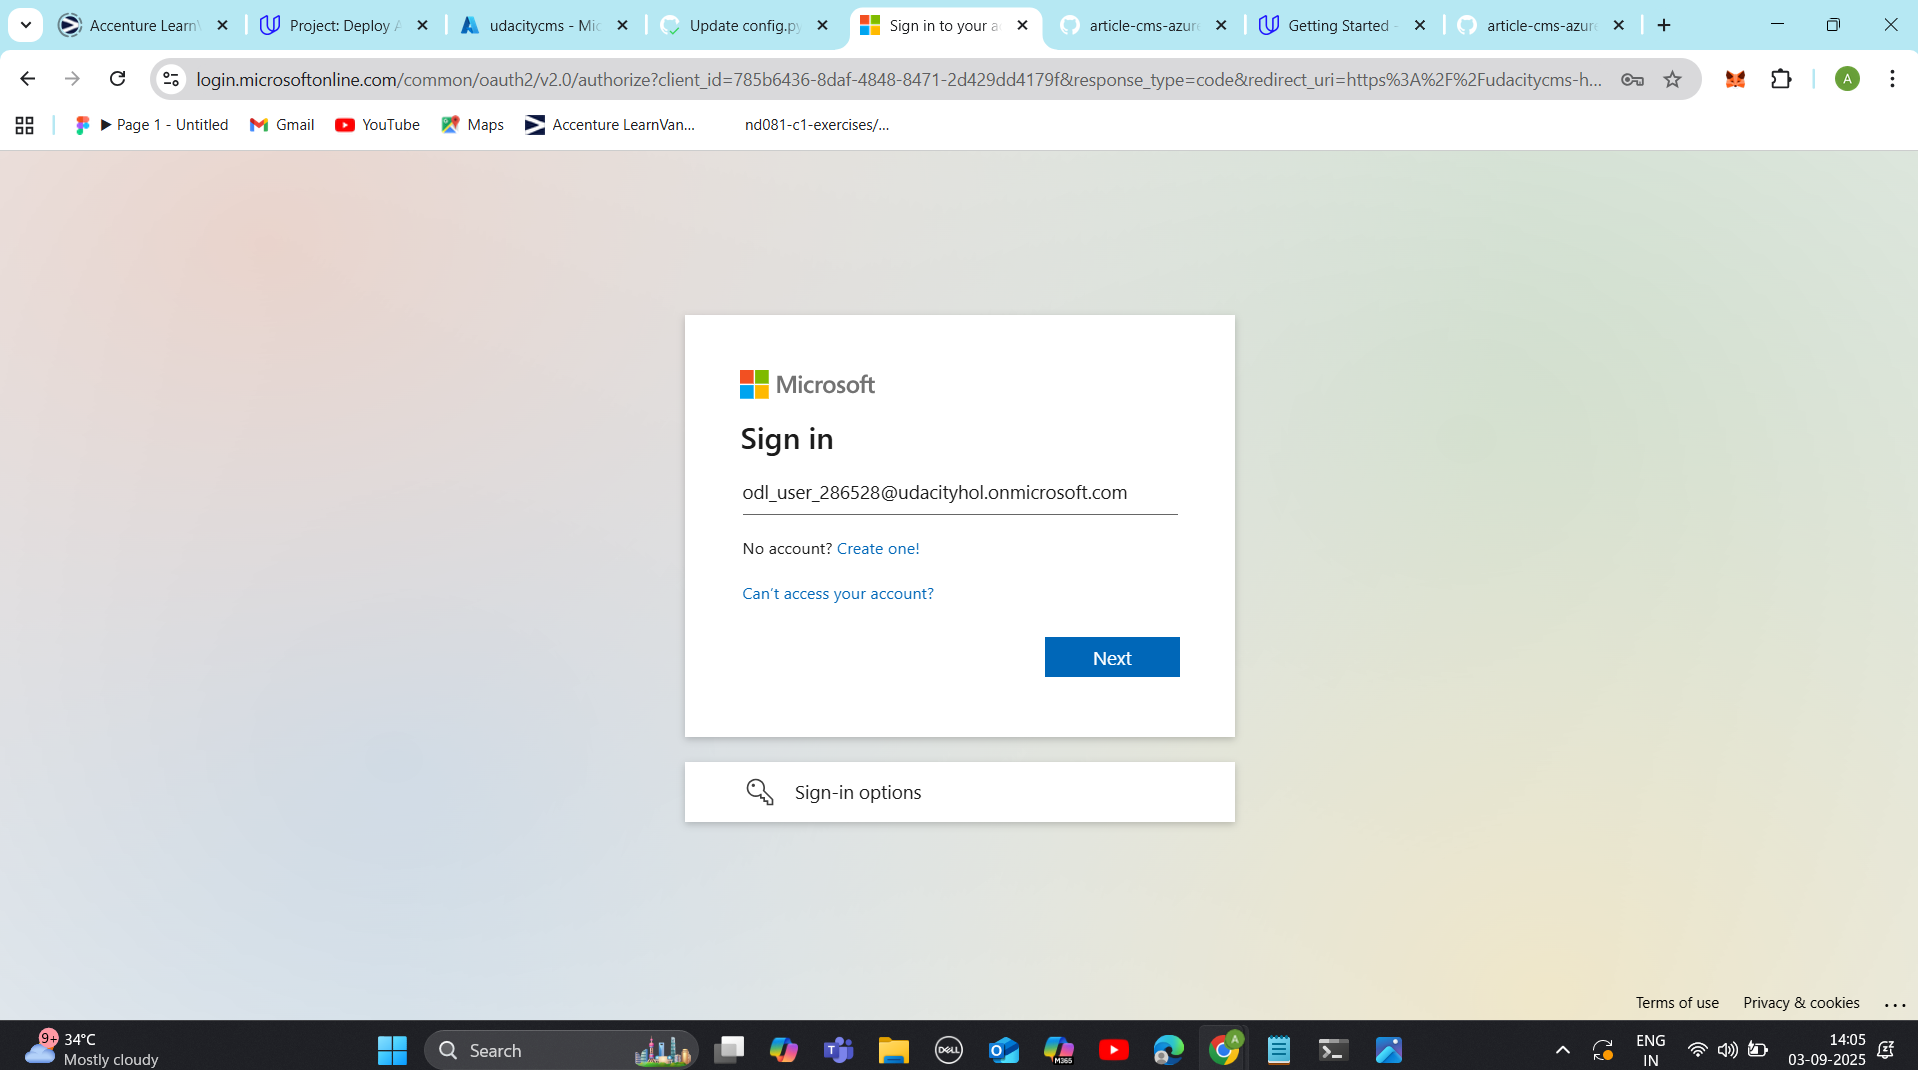 Accenture Learn
Project: Deploy A
udacitycms - Mic
Update config.py
Sign in to your a
article-cms-azur
Getting Started -
article-cms-azur
login.microsoftonline.com/common/oauth2/v2.0/authorize?client_id=785b6436-8daf-4848-8471-2d429dd4179f&response_type=code&redirect_uri=https%3A%2F%2Fudacitycms-h...
A
▶ Page 1 - Untitled
Gmail
YouTube
Maps
Accenture LearnVan...
nd081-c1-exercises/...
Microsoft
Sign in
odl_user_286528@udacityhol.onmicrosoft.com
No account? Create one!
Can't access your account?
Next
Sign-in options
Terms of use
Privacy & cookies
...
9+
34°C
Mostly cloudy
Search
DELL
M365
A
ENG
IN
14:05
03-09-2025